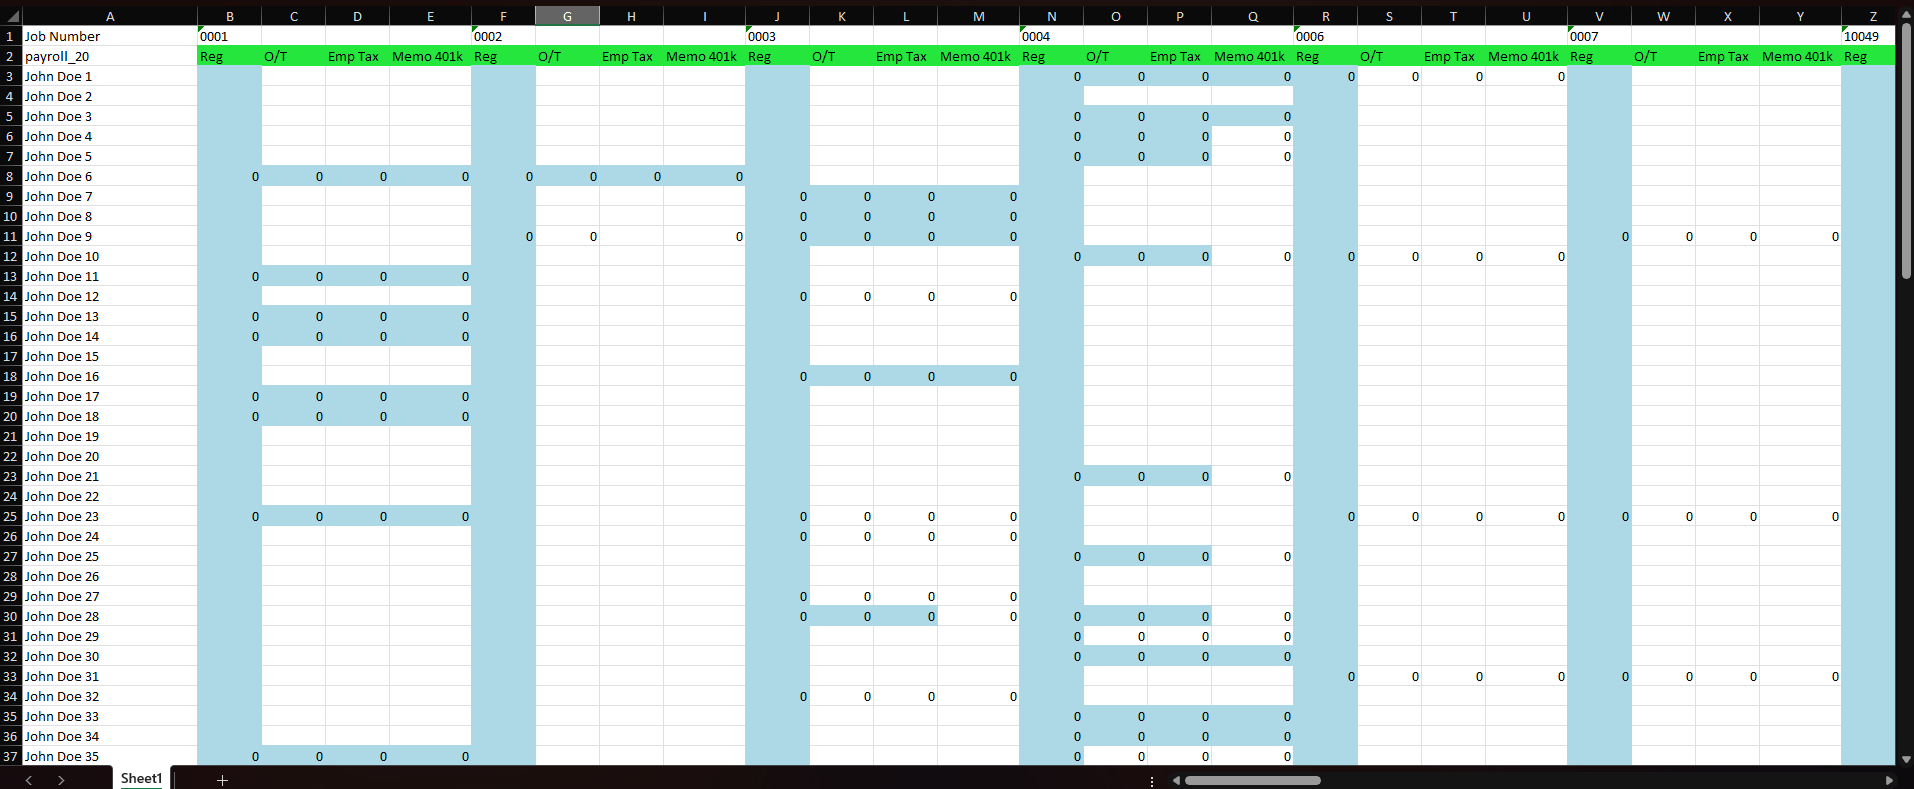 A B C D E F G H I J K L M N O P Q R S T U V W X Y Z
1 Job Number 0001 0002 0003 0004 0006 0007 10049
2 payroll_20 Reg O/T Emp Tax Memo 401k Reg O/T Emp Tax Memo 401k Reg O/T Emp Tax Memo 401k Reg O/T Emp Tax Memo 401k Reg O/T Emp Tax Memo 401k Reg O/T Emp Tax Memo 401k Reg
3 John Doe 1 0 0 0 0 0 0 0 0
4 John Doe 2
5 John Doe 3 0 0 0 0
6 John Doe 4 0 0 0 0
7 John Doe 5 0 0 0 0
8 John Doe 6 0 0 0 0 0 0 0 0
9 John Doe 7 0 0 0 0
10 John Doe 8 0 0 0 0
11 John Doe 9 0 0 0 0 0 0 0 0 0 0 0
12 John Doe 10 0 0 0 0 0 0 0 0
13 John Doe 11 0 0 0 0
14 John Doe 12 0 0 0 0
15 John Doe 13 0 0 0 0
16 John Doe 14 0 0 0 0
17 John Doe 15
18 John Doe 16 0 0 0 0
19 John Doe 17 0 0 0 0
20 John Doe 18 0 0 0 0
21 John Doe 19
22 John Doe 20
23 John Doe 21 0 0 0 0
24 John Doe 22
25 John Doe 23 0 0 0 0 0 0 0 0 0 0 0 0 0 0 0 0
26 John Doe 24 0 0 0 0
27 John Doe 25 0 0 0 0
28 John Doe 26
29 John Doe 27 0 0 0 0
30 John Doe 28 0 0 0 0 0 0 0 0
31 John Doe 29 0 0 0 0
32 John Doe 30 0 0 0 0
33 John Doe 31 0 0 0 0 0 0 0 0
34 John Doe 32 0 0 0 0
35 John Doe 33 0 0 0 0
36 John Doe 34 0 0 0 0
37 John Doe 35 0 0 0 0 0 0 0 0
Sheet1